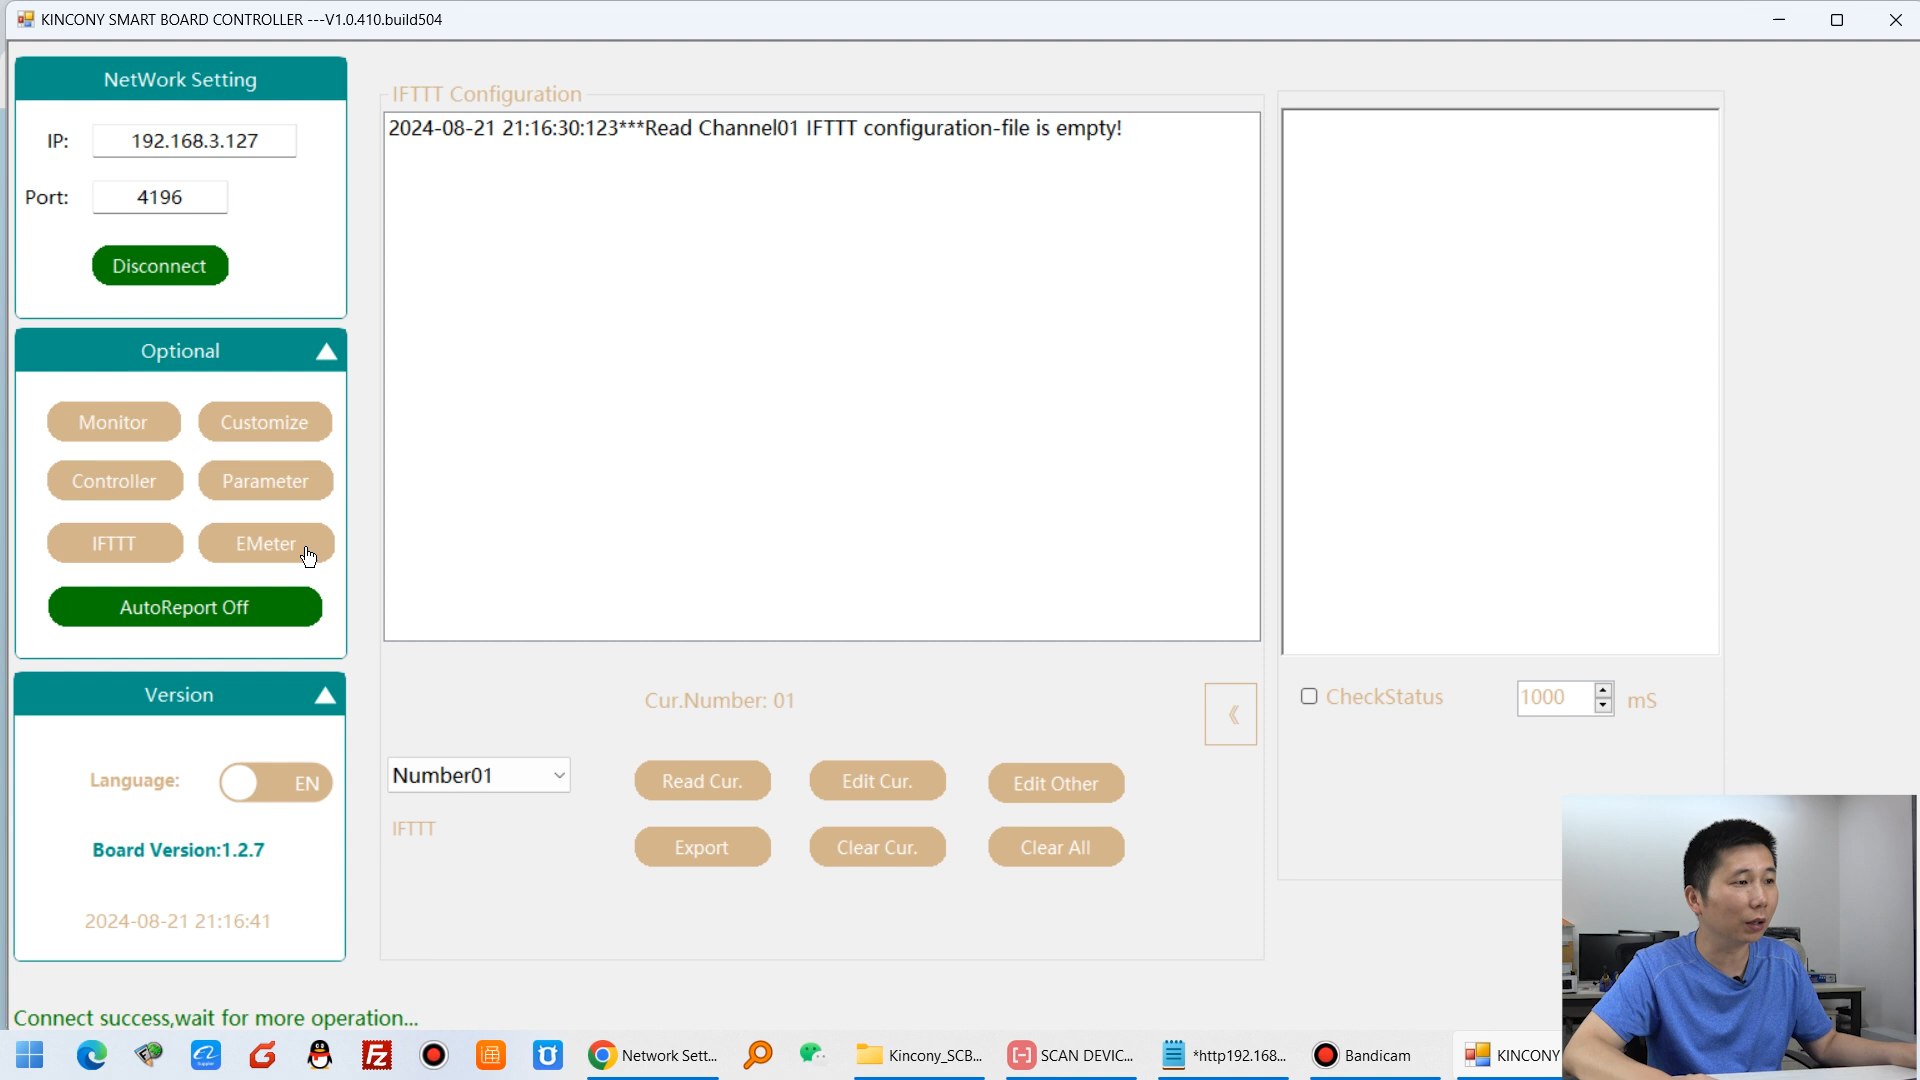 KINCONY SMART BOARD CONTROLLER ---V1.0.410.build504
NetWork Setting
IP: 192.168.3.127
Port: 4196
Disconnect
Optional
Monitor Customize
Controller Parameter
IFTTT EMeter
AutoReport Off
Version
Language: EN
Board Version:1.2.7
2024-08-21 21:16:41
Connect success,wait for more operation...
IFTTT Configuration
2024-08-21 21:16:30:123***Read Channel01 IFTTT configuration-file is empty!
Cur.Number: 01
《
Number01
Read Cur. Edit Cur. Edit Other
IFTTT
Export Clear Cur. Clear All
CheckStatus 1000 mS
Network Sett...
Kincony_SCB...
SCAN DEVIC...
*http192.168...
Bandicam
KINCONY